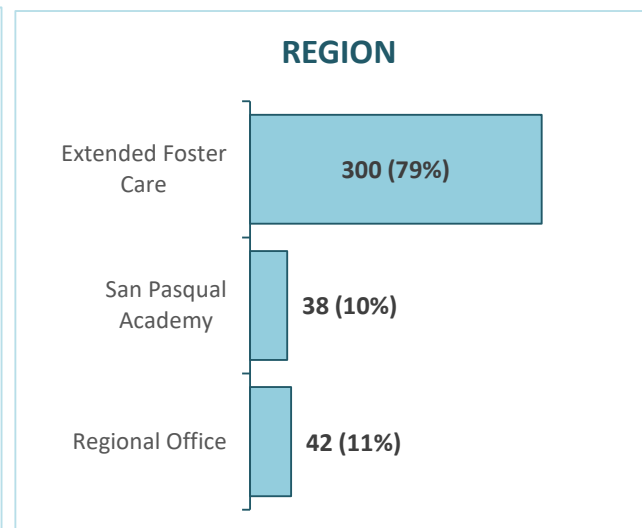 REGION
Extended Foster
Care
300 (79%)
San Pasqual
Academy
38 (10%)
Regional Office
42 (11%)